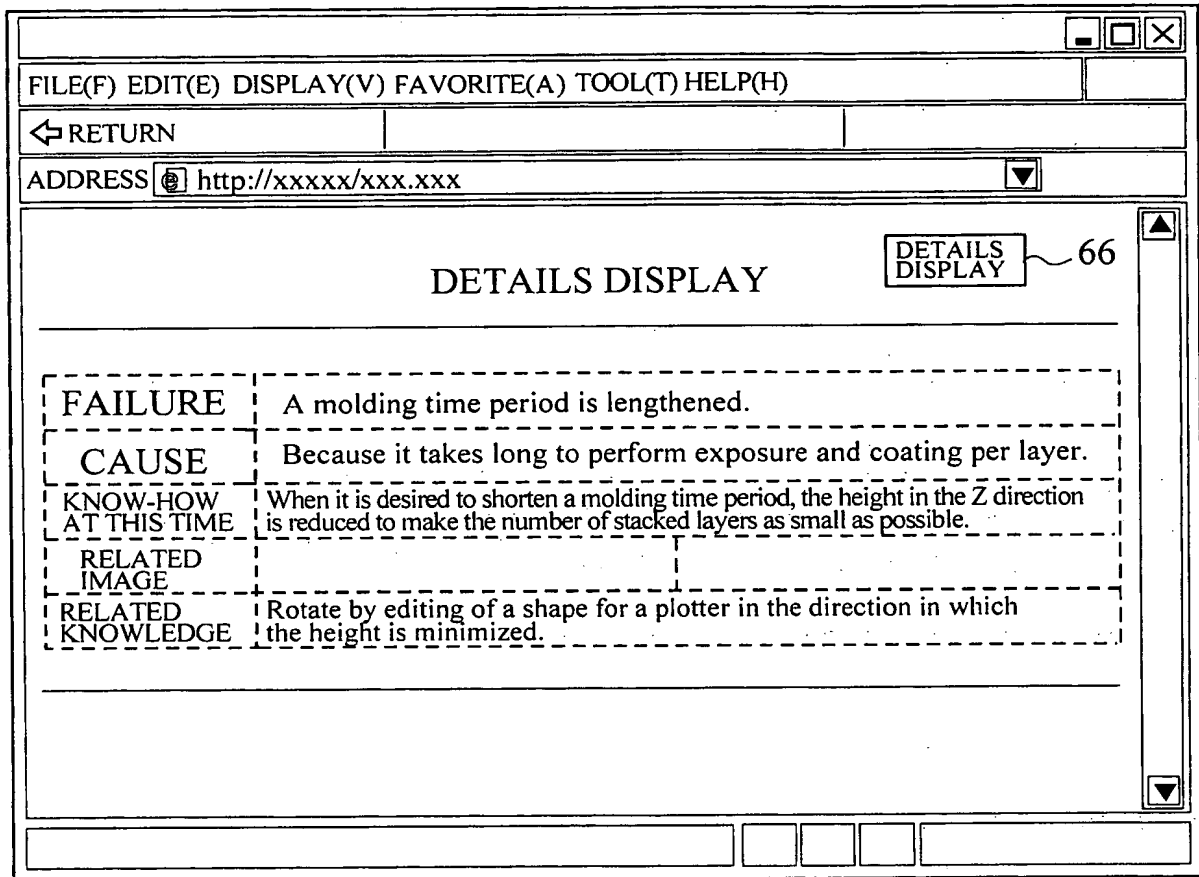 FILE(F) EDIT(E) DISPLAY(V) FAVORITE(A) TOOL(T) HELP(H)
RETURN
ADDRESS http://xxxxx/xxx.xxx
DETAILS
DISPLAY
66
DETAILS DISPLAY
FAILURE
A molding time period is lengthened.
CAUSE
Because it takes long to perform exposure and coating per layer.
KNOW-HOW
AT THIS TIME
When it is desired to shorten a molding time period, the height in the Z direction
is reduced to make the number of stacked layers as small as possible.
RELATED
IMAGE
RELATED
KNOWLEDGE
Rotate by editing of a shape for a plotter in the direction in which
the height is minimized.